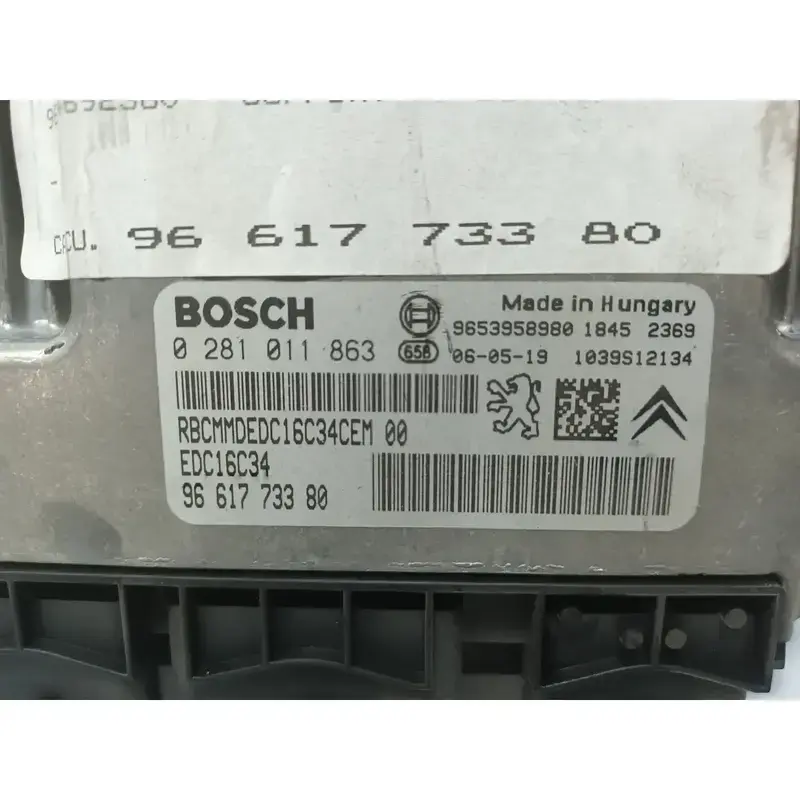 CACU. 96 617 733 80
BOSCH
Made in Hungary
9653958980 1845 2369
0 281 011 863 658 06-05-19 1039S12134
RBCMMDEDC16C34CEM 00
EDC16C34
96 617 733 80